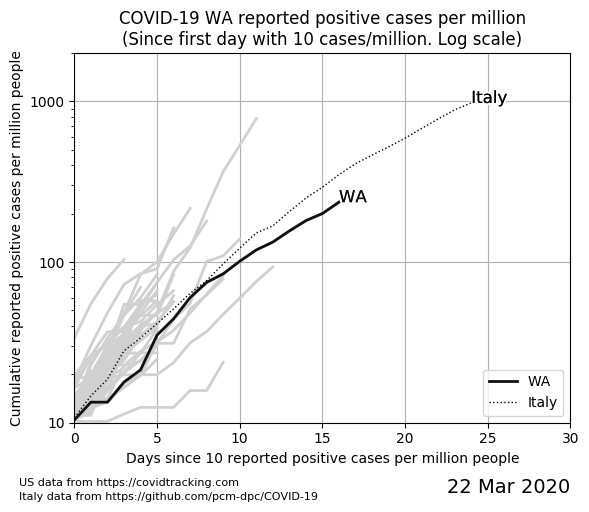 COVID-19 WA reported positive cases per million
(Since first day with 10 cases/million. Log scale)
Cumulative reported positive cases per million people
1000
100
10
Italy
WA
WA
Italy
0
5
10
15
20
25
30
Days since 10 reported positive cases per million people
US data from https://covidtracking.com
Italy data from https://github.com/pcm-dpc/COVID-19
22 Mar 2020